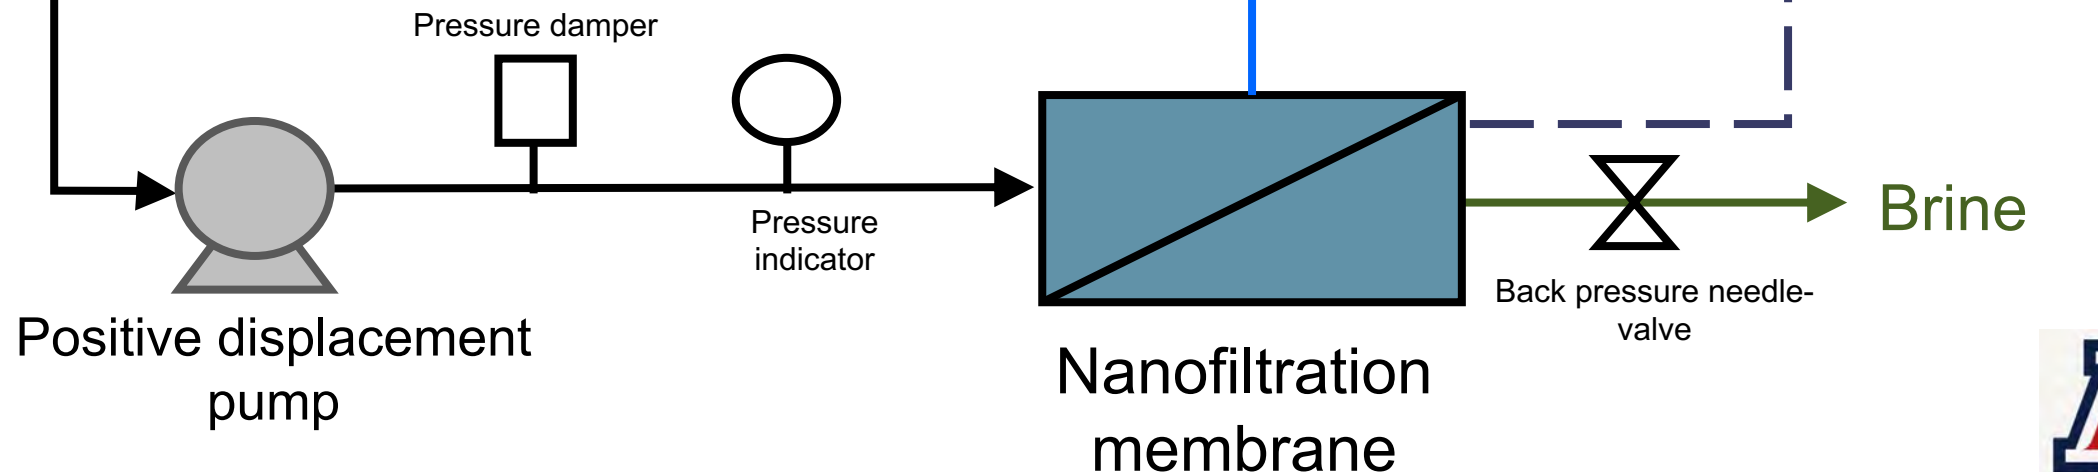 Pressure damper
Pressure
indicator
Brine
Back pressure needle-
valve
Positive displacement
pump
Nanofiltration
membrane